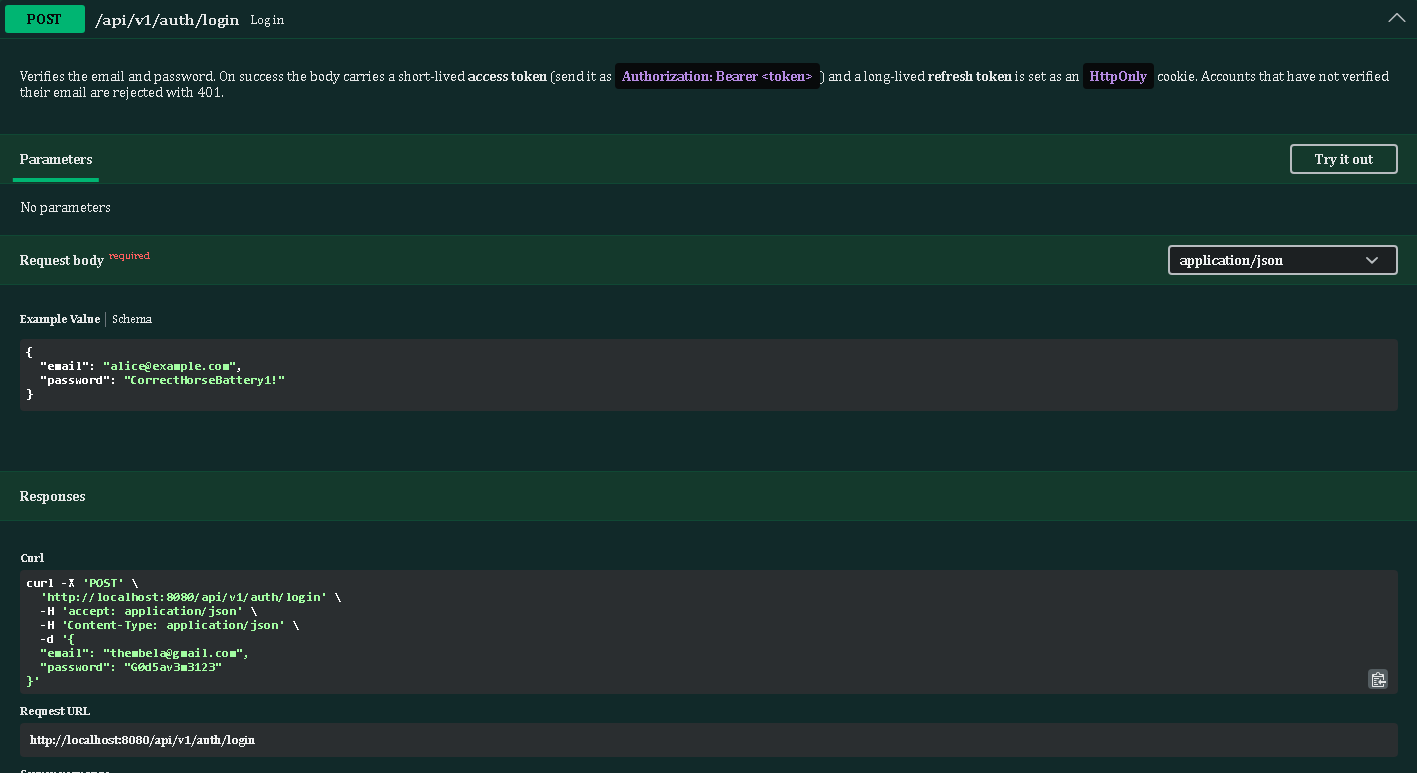 POST /api/v1/auth/login Log in
Verifies the email and password. On success the body carries a short-lived access token (send it as Authorization: Bearer <token> ) and a long-lived refresh token is set as an HttpOnly cookie. Accounts that have not verified
their email are rejected with 401.
Parameters Try it out
No parameters
Request body required application/json
Example Value Schema
{
  "email": "alice@example.com",
  "password": "CorrectHorseBattery1!"
}
Responses
Curl
curl -X 'POST' \
  'http://localhost:8080/api/v1/auth/login' \
  -H 'accept: application/json' \
  -H 'Content-Type: application/json' \
  -d '{
  "email": "thembela@gmail.com",
  "password": "G0d5av3m3123"
}'
Request URL
http://localhost:8080/api/v1/auth/login